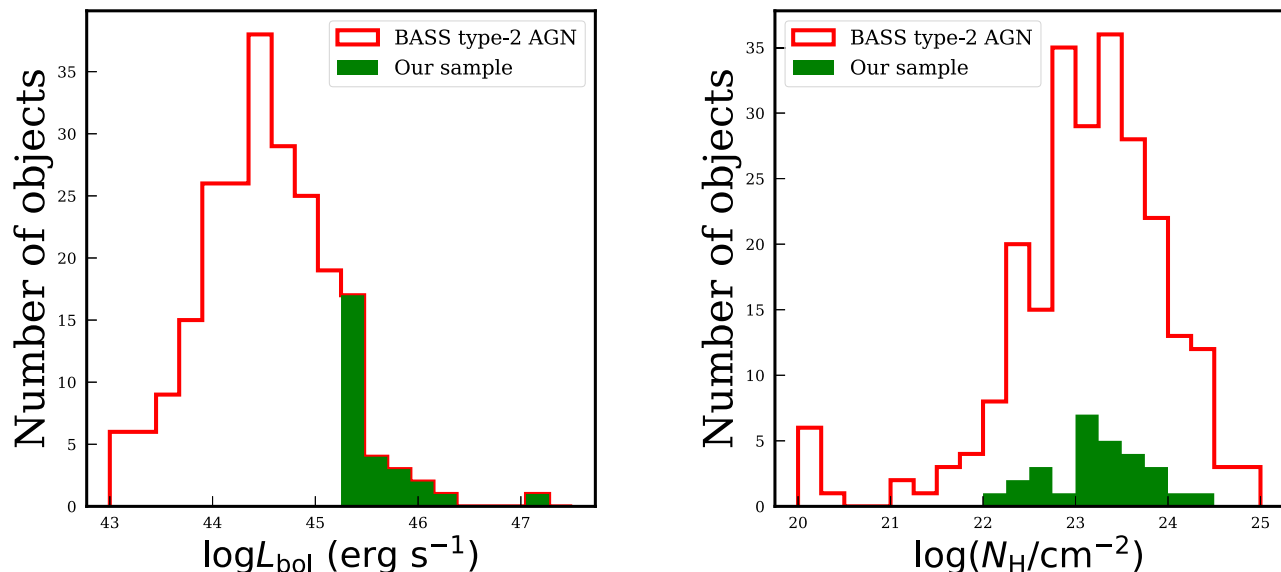 BASS type-2 AGN
Our sample
Number of objects
35
30
25
20
15
10
5
0
43 44 45 46 47
logL_bol (erg s⁻¹)
BASS type-2 AGN
Our sample
Number of objects
35
30
25
20
15
10
5
0
20 21 22 23 24 25
log(N_H/cm⁻²)